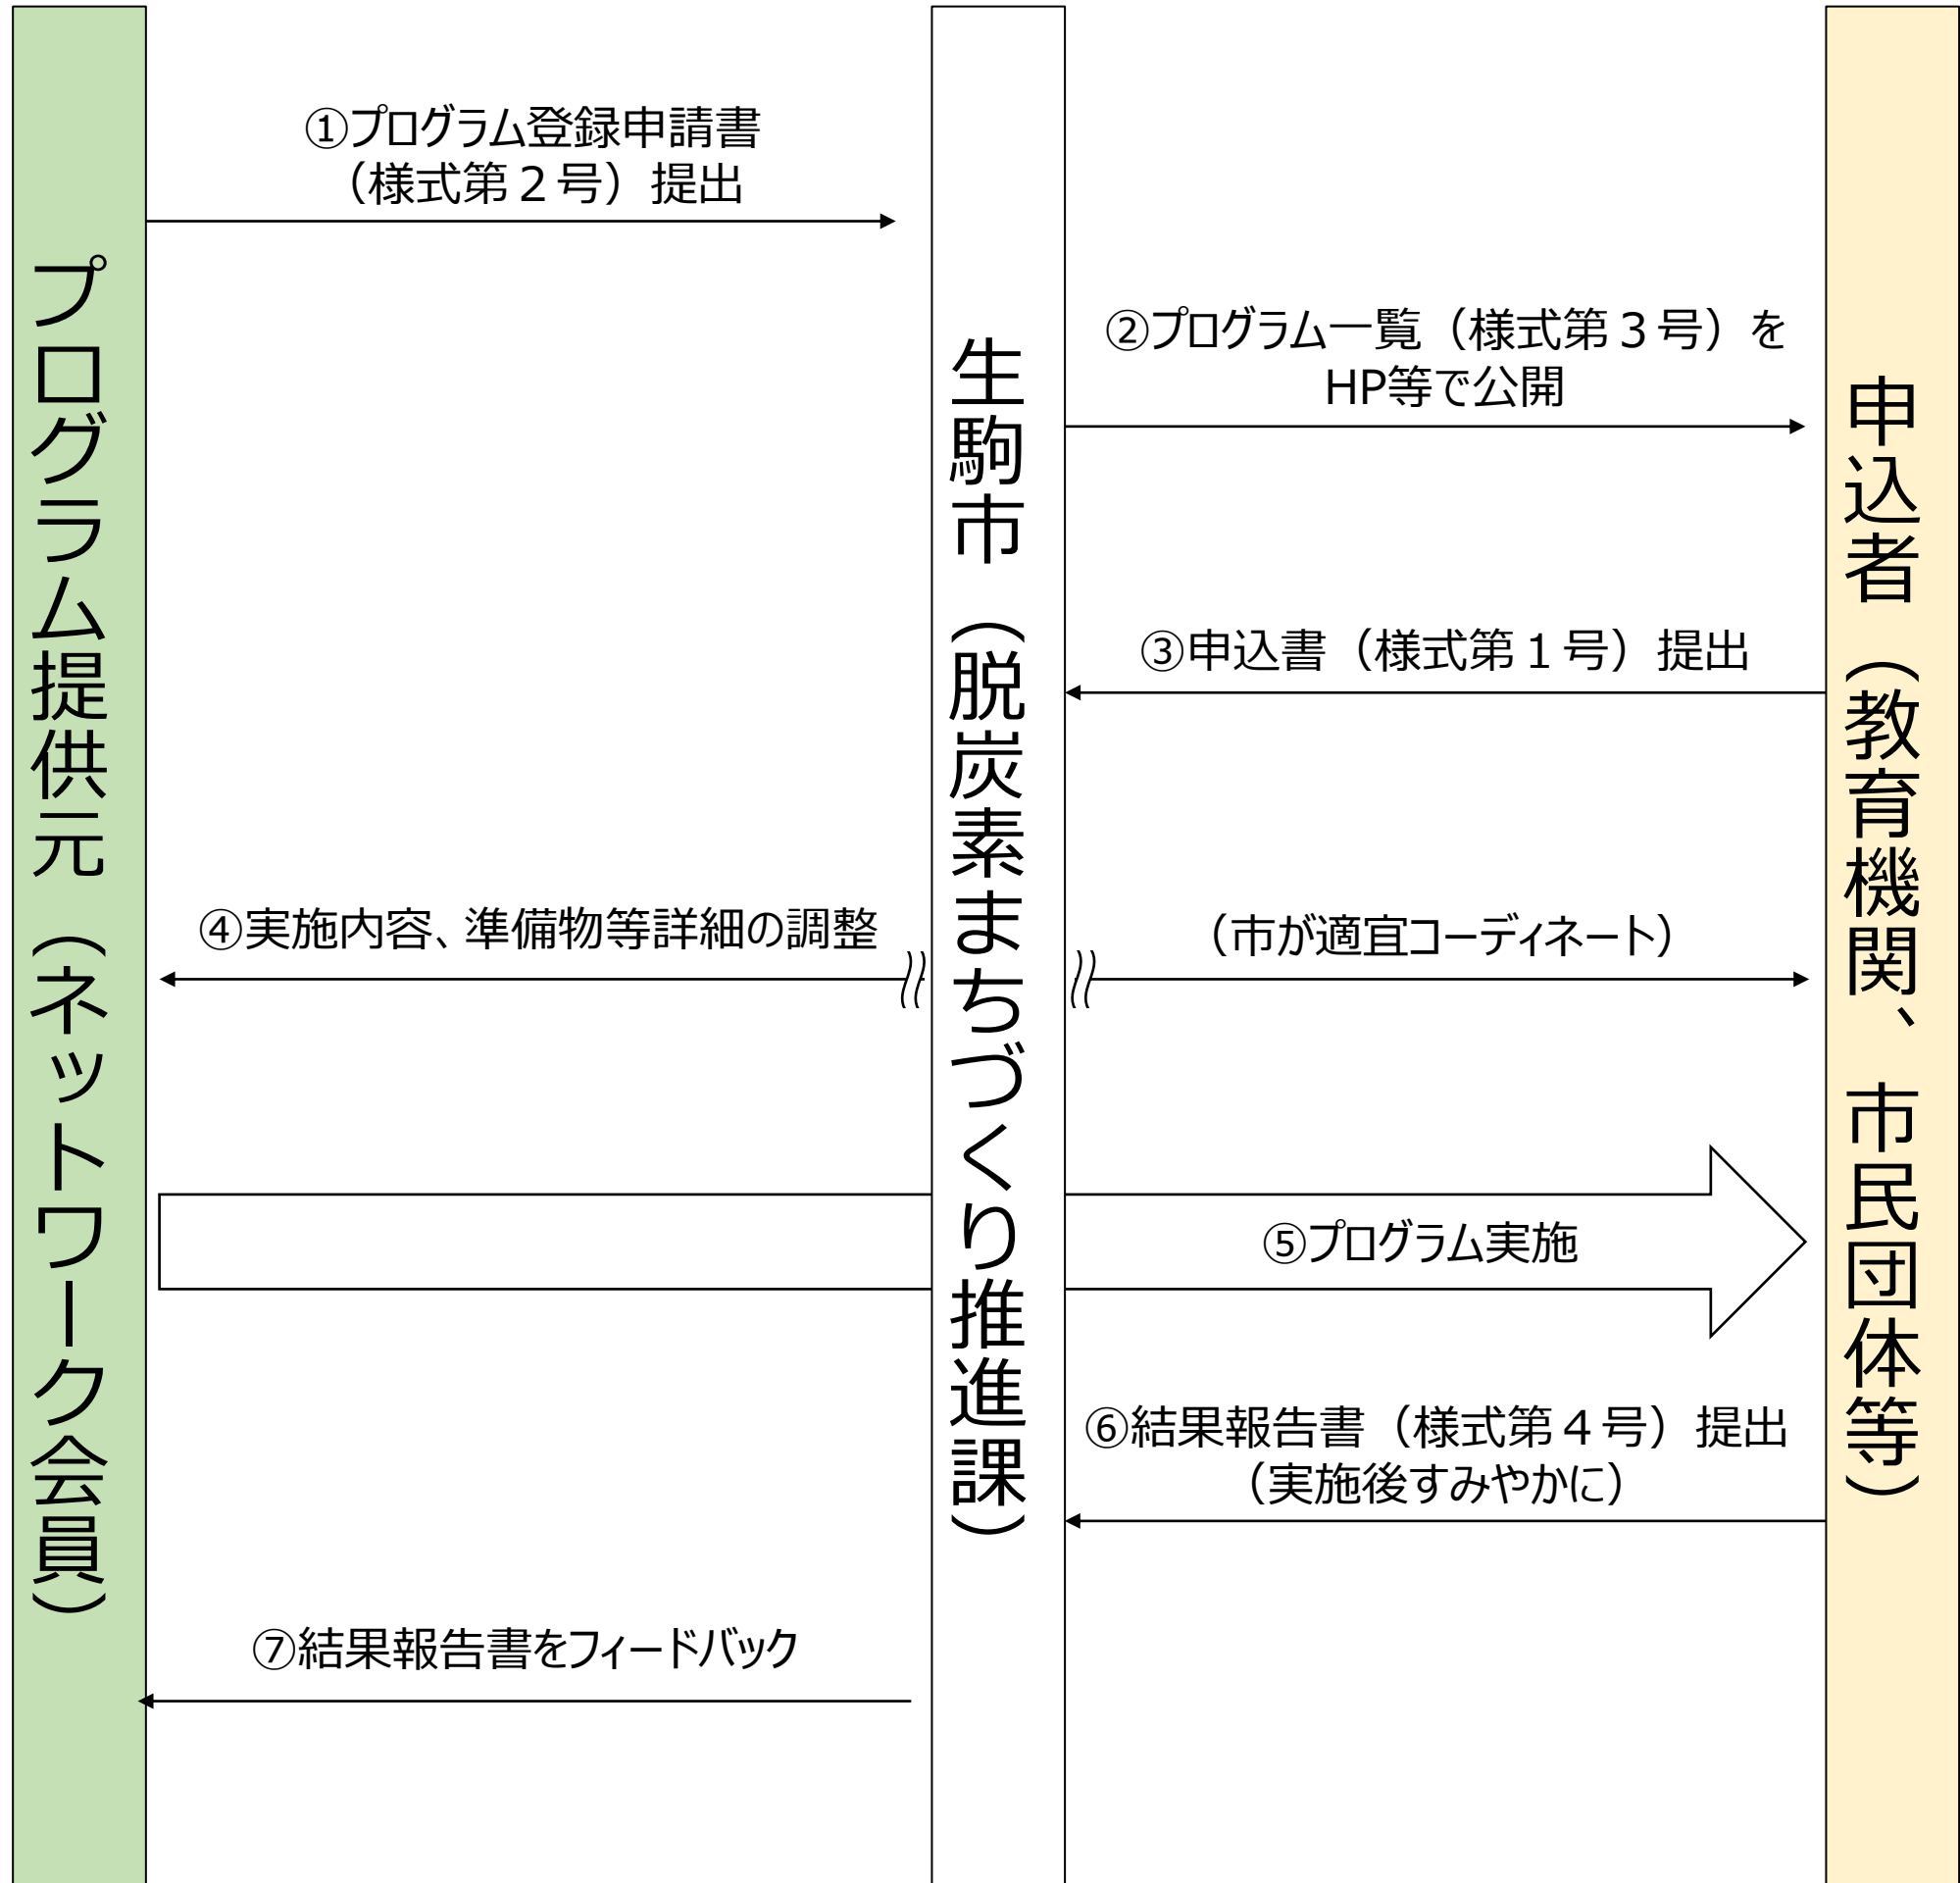 プログラム提供元（ネットワーク会員）
①プログラム登録申請書
（様式第２号）提出
生駒市（脱炭素まちづくり推進課）
②プログラム一覧（様式第３号）を
HP等で公開
申込者（教育機関、市民団体等）
③申込書（様式第１号）提出
④実施内容、準備物等詳細の調整
（市が適宜コーディネート）
⑤プログラム実施
⑥結果報告書（様式第４号）提出
（実施後すみやかに）
⑦結果報告書をフィードバック